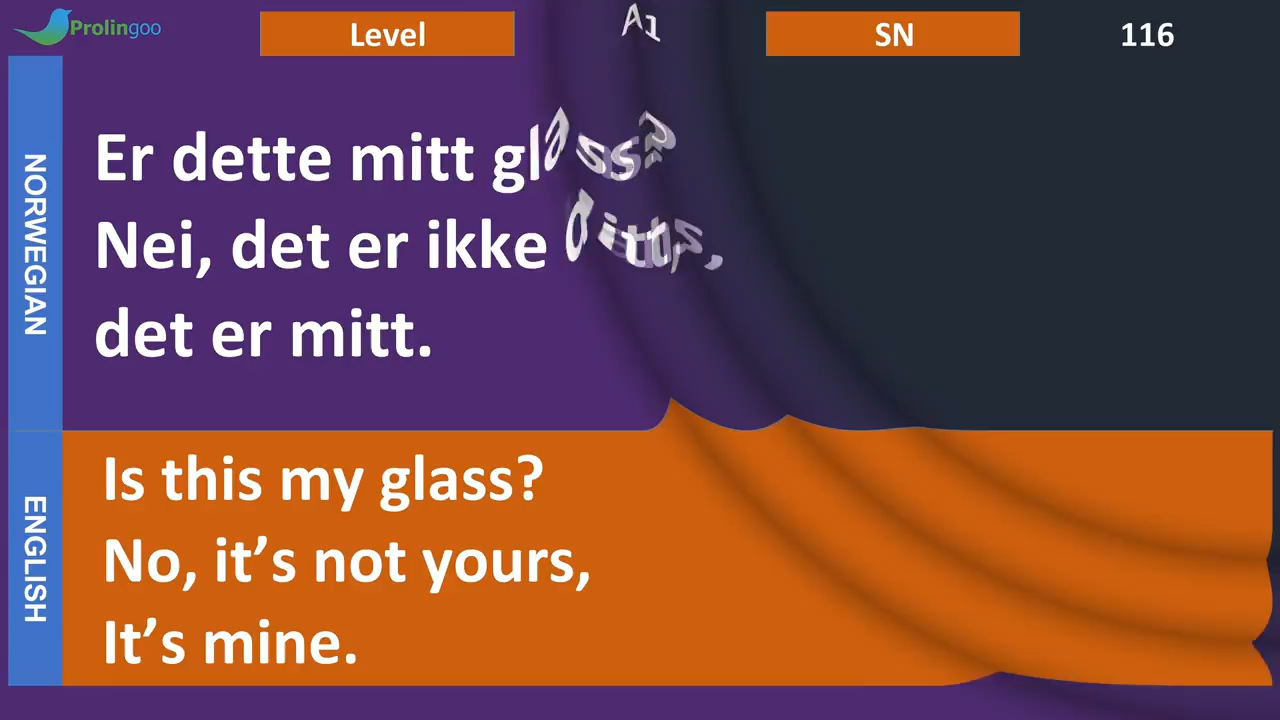 Prolingoo
Level
A1
SN
116
NORWEGIAN
Er dette mitt glass?
Nei, det er ikke
det er mitt.
ENGLISH
Is this my glass?
No, it’s not yours,
It’s mine.